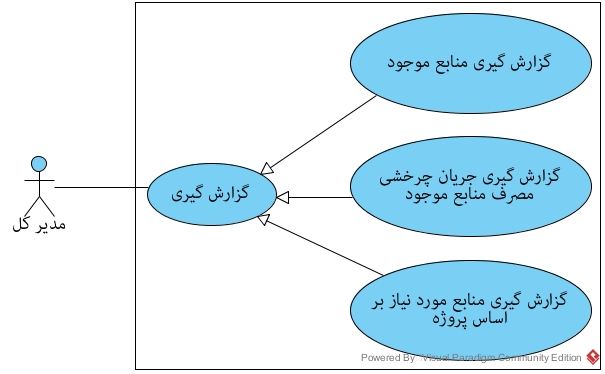 گزارش گیری منابع موجود
گزارش گیری جریان چرخشی
مصرف منابع موجود
گزارش گیری
مدیر کل
گزارش گیری منابع مورد نیاز بر
اساس پروژه
Powered By Visual Paradigm Community Edition